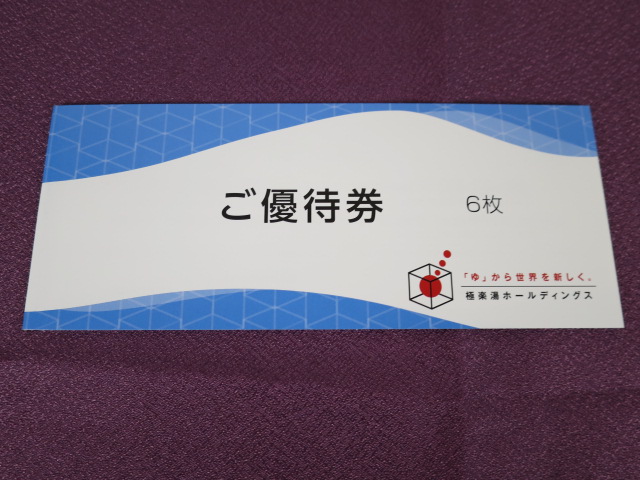 ご優待券 6枚
「ゆ」から世界を新しく。
極楽湯ホールディングス